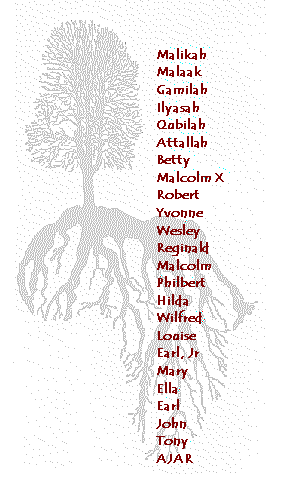 Malikah
Malaak
Gamilah
Ilyasah
Qubilah
Attallah
Betty
Malcolm X
Robert
Yvonne
Wesley
Reginald
Malcolm
Philbert
Hilda
Wilfred
Louise
Earl, Jr
Mary
Ella
Earl
John
Tony
AJAR